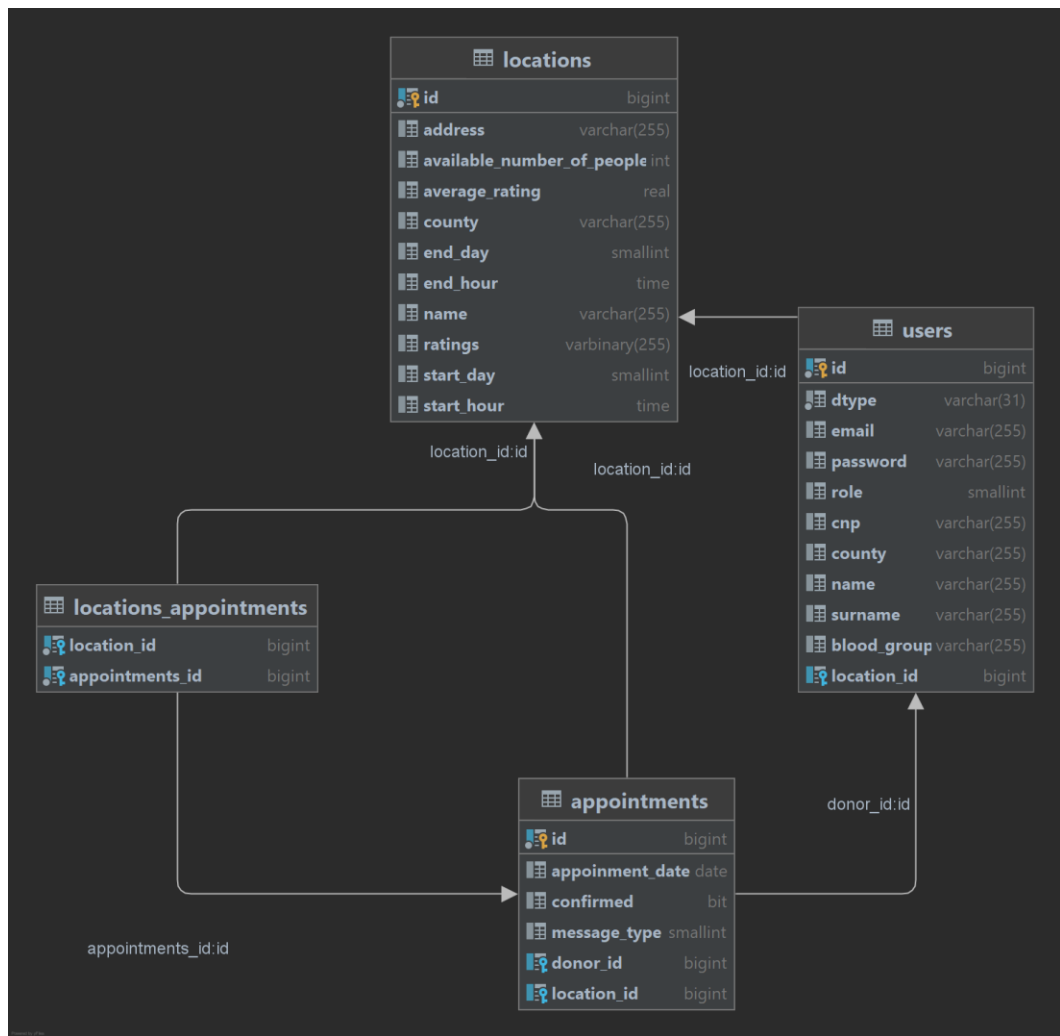 locations
id bigint
address varchar(255)
available_number_of_people int
average_rating real
county varchar(255)
end_day smallint
end_hour time
name varchar(255)
ratings varbinary(255)
start_day smallint
start_hour time
users
id bigint
dtype varchar(31)
email varchar(255)
password varchar(255)
role smallint
cnp varchar(255)
county varchar(255)
name varchar(255)
surname varchar(255)
blood_group varchar(255)
location_id bigint
location_id:id
location_id:id
location_id:id
locations_appointments
location_id bigint
appointments_id bigint
appointments
id bigint
appoinment_date date
confirmed bit
message_type smallint
donor_id bigint
location_id bigint
donor_id:id
appointments_id:id